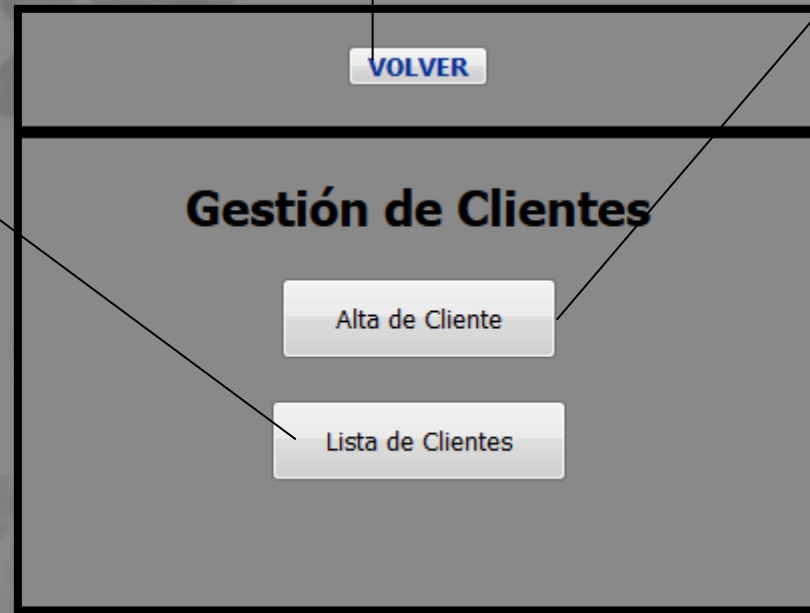 VOLVER
Gestión de Clientes
Alta de Cliente
Lista de Clientes